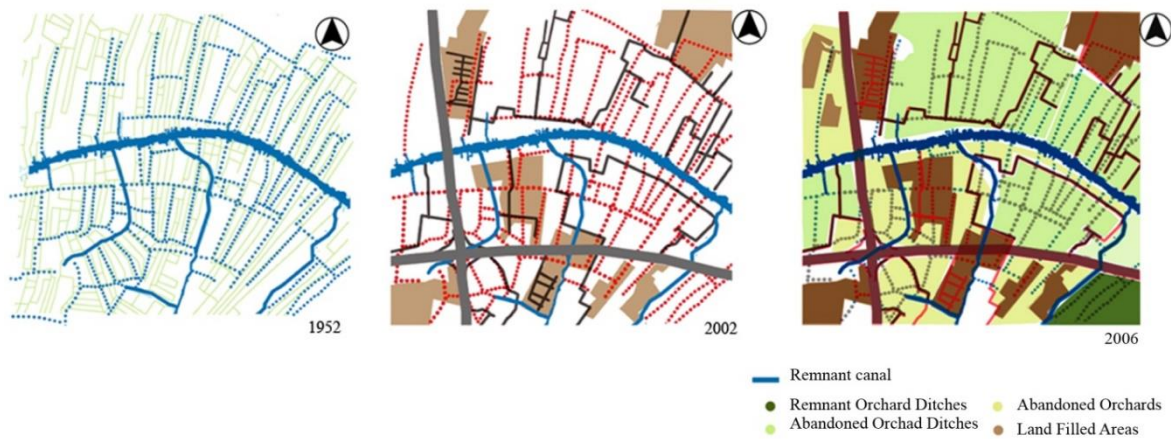 1952
2002
2006
Remnant canal
Remnant Orchard Ditches
Abandoned Orchards
Abandoned Orchad Ditches
Land Filled Areas